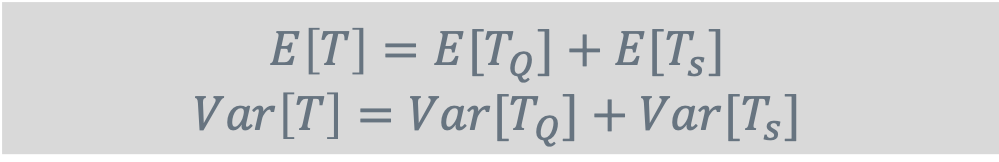 E[T] = E[T_Q] + E[T_s]
Var[T] = Var[T_Q] + Var[T_s]